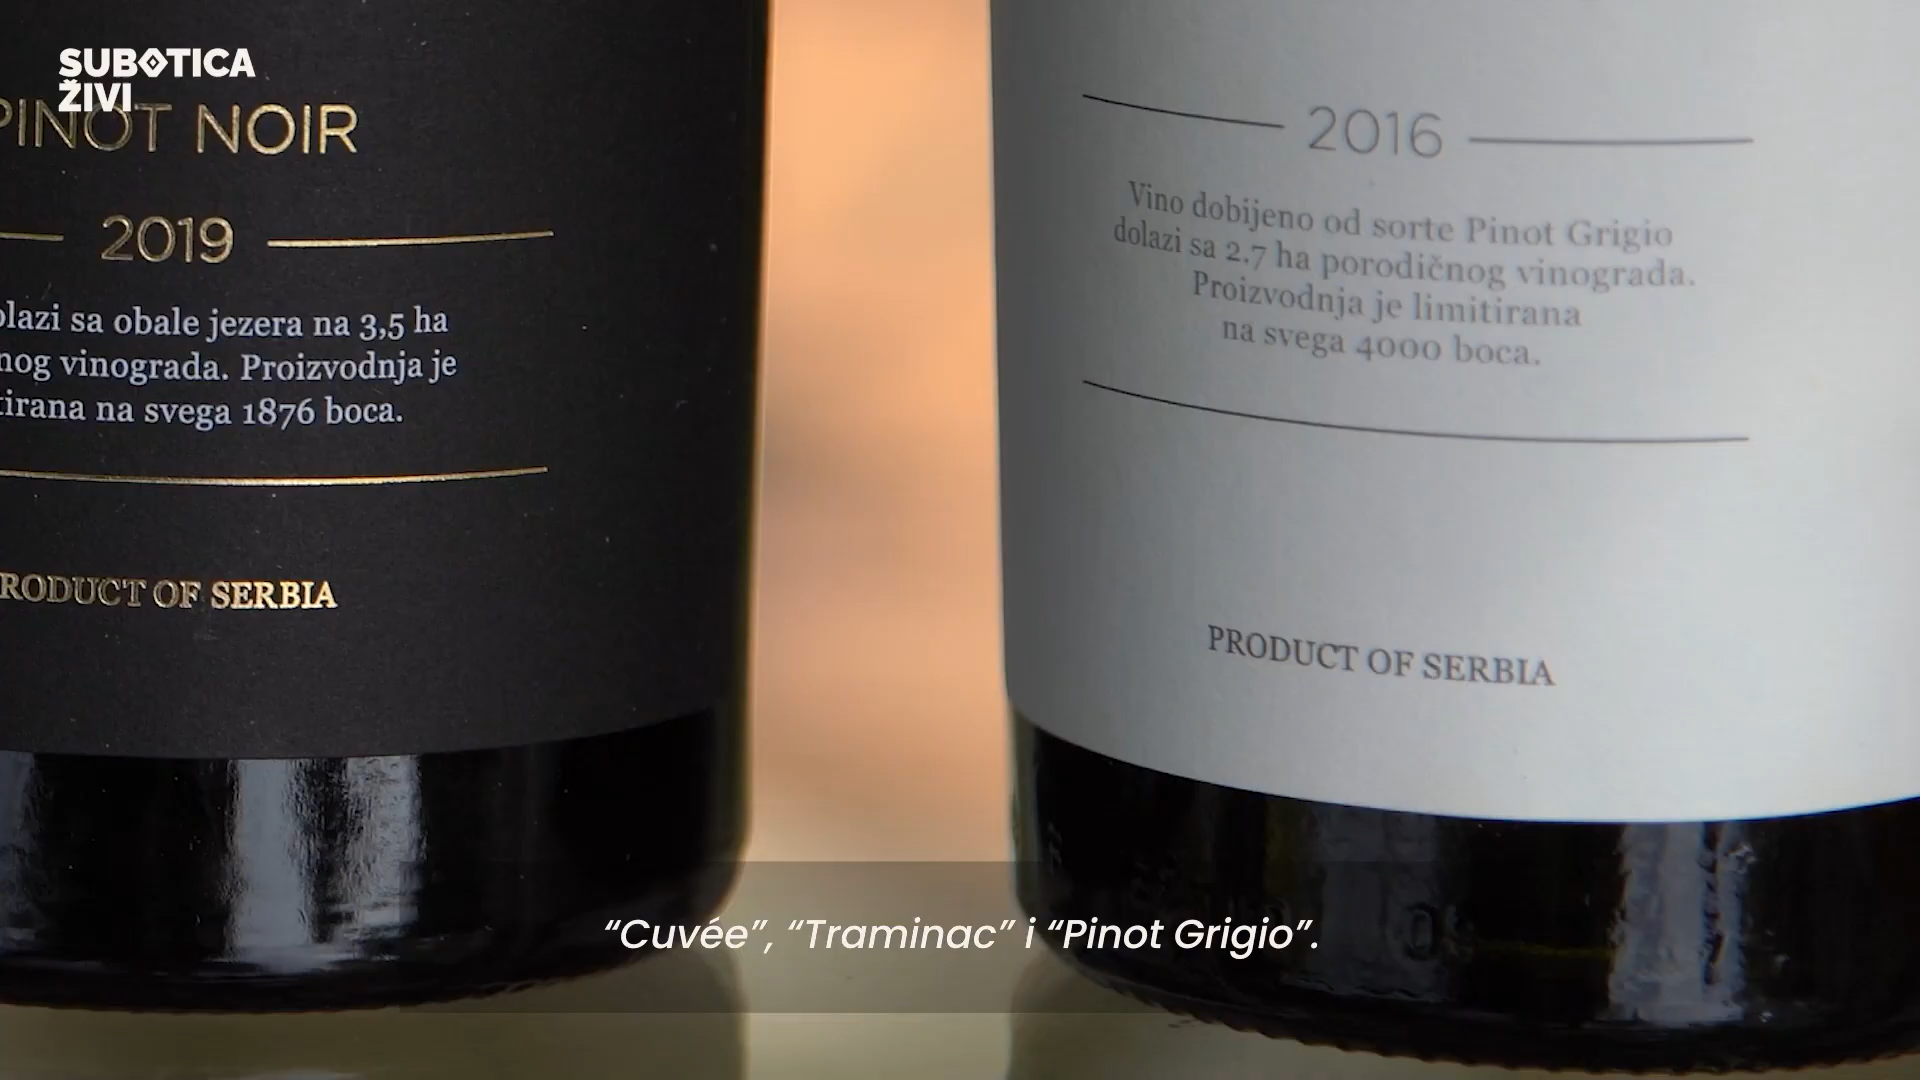 SUBOTICA
ŽIVI
PINOT NOIR
2019
olazi sa obale jezera na 3,5 ha
nog vinograda. Proizvodnja je
tirana na svega 1876 boca.
RODUCT OF SERBIA
2016
Vino dobijeno od sorte Pinot Grigio
dolazi sa 2.7 ha porodičnog vinograda.
Proizvodnja je limitirana
na svega 4000 boca.
PRODUCT OF SERBIA
“Cuvée”, “Traminac” i “Pinot Grigio”.